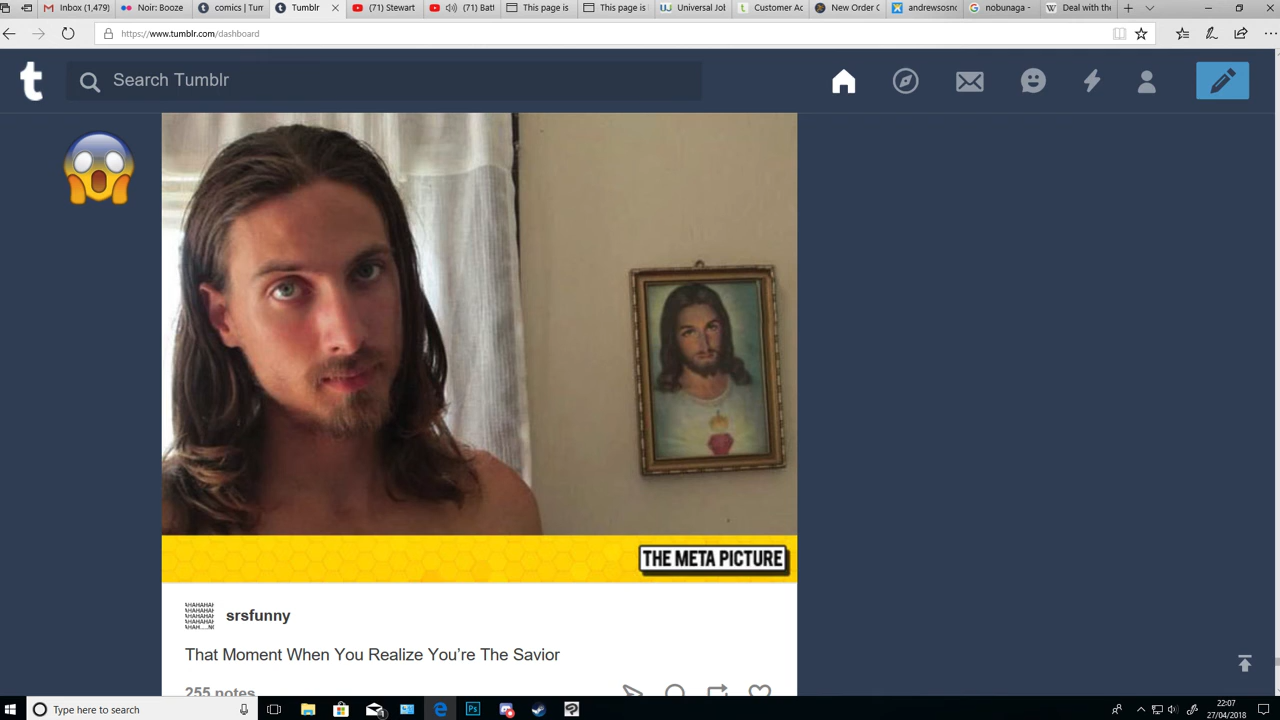 Inbox (1,479)
Noir: Booze
comics | Tum
Tumblr
(71) Stewart
(71) Batt
This page is
This page is
Universal Job
Customer Ac
New Order C
andrewsosno
nobunaga -
Deal with the
https://www.tumblr.com/dashboard
Search Tumblr
THE META PICTURE
srsfunny
That Moment When You Realize You're The Savior
255 notes
Type here to search
22:07
27/04/2018